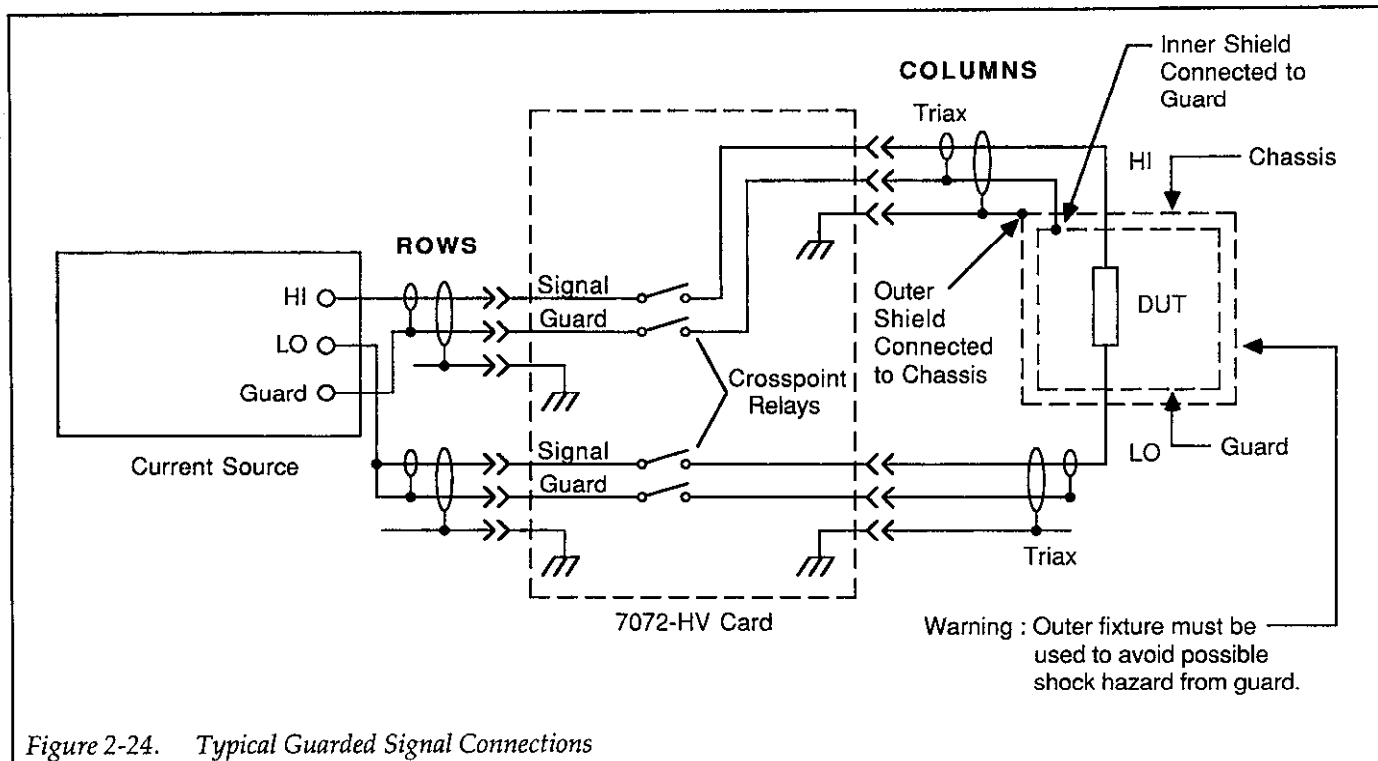 Inner Shield
Connected to
Guard
COLUMNS
Triax
HI
Chassis
ROWS
HI
LO
Guard
Current Source
Signal
Guard
Crosspoint
Relays
Signal
Guard
7072-HV Card
Outer
Shield
Connected
to Chassis
DUT
LO
Guard
Triax
Warning : Outer fixture must be
used to avoid possible
shock hazard from guard.
Figure 2-24. Typical Guarded Signal Connections